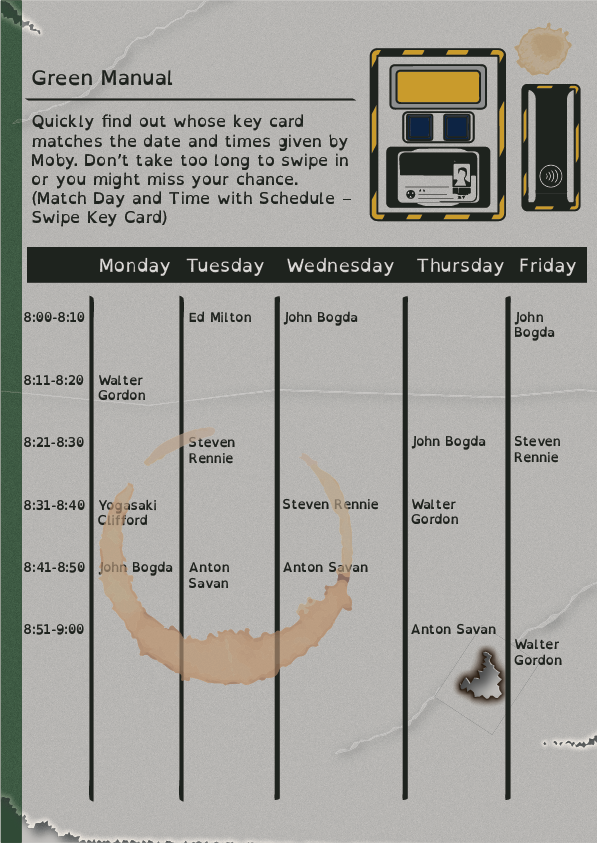 Green Manual
Quickly find out whose key card
matches the date and times given by
Moby. Don't take too long to swipe in
or you might miss your chance.
(Match Day and Time with Schedule –
Swipe Key Card)
Monday Tuesday Wednesday Thursday Friday
8:00-8:10 Ed Milton John Bogda John
Bogda
8:11-8:20 Walter
Gordon
8:21-8:30 Steven John Bogda Steven
Rennie Rennie
8:31-8:40 Yogasaki Steven Rennie Walter
Clifford Gordon
8:41-8:50 John Bogda Anton Anton Savan
Savan
8:51-9:00 Anton Savan
Walter
Gordon